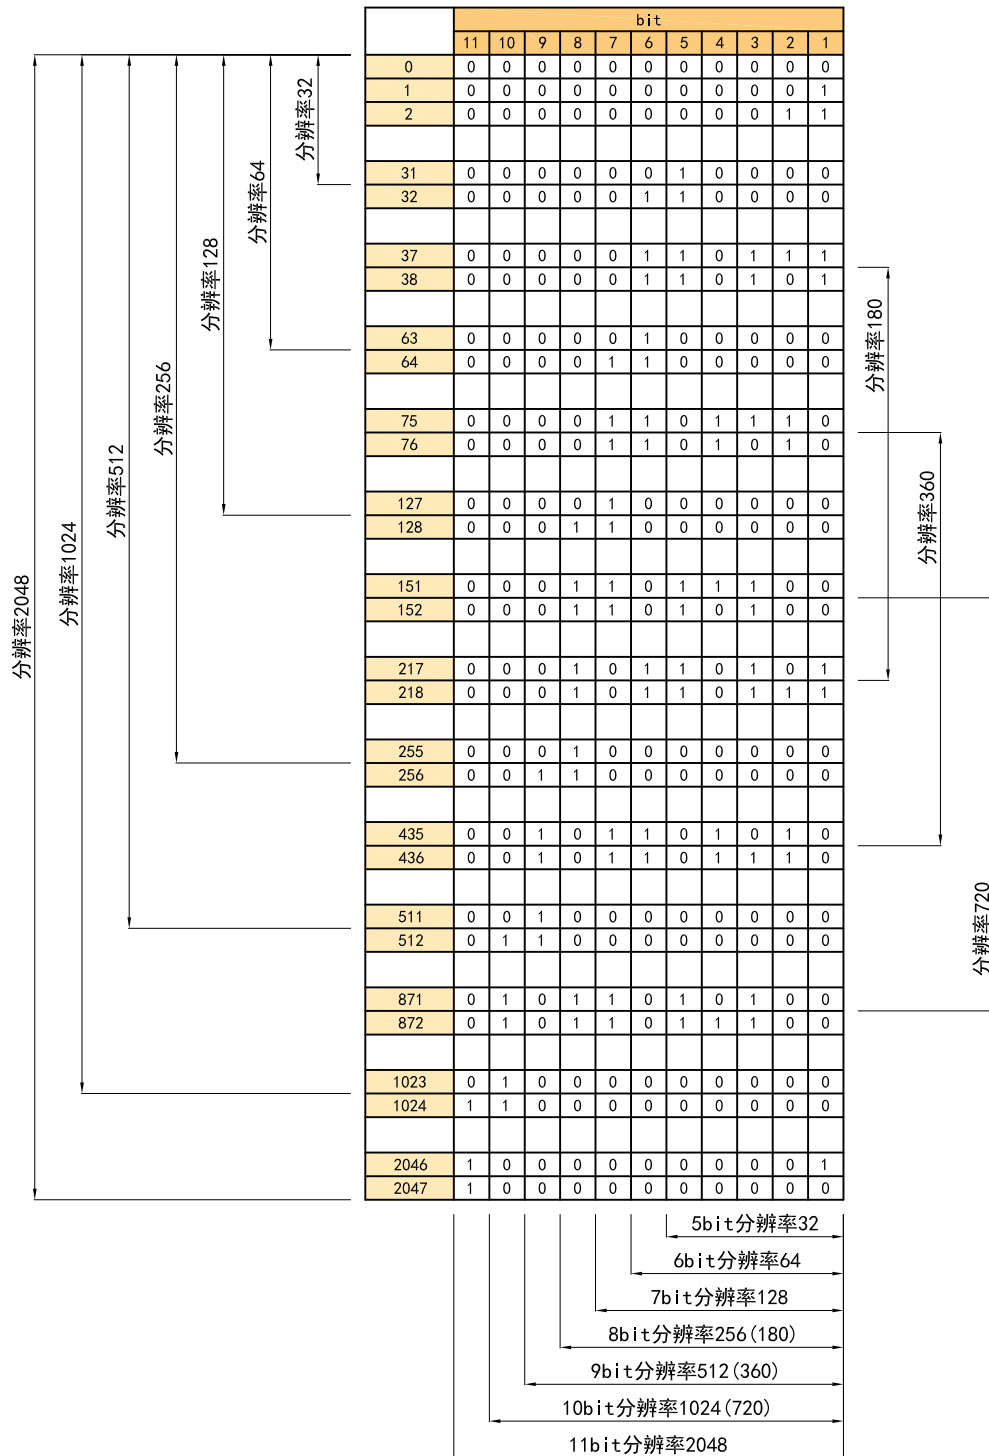 bit
11 10 9 8 7 6 5 4 3 2 1
0 0 0 0 0 0 0 0 0 0 0 0
1 0 0 0 0 0 0 0 0 0 0 1
2 0 0 0 0 0 0 0 0 0 1 1
31 0 0 0 0 0 0 1 0 0 0 0
32 0 0 0 0 0 1 1 0 0 0 0
37 0 0 0 0 0 1 1 0 1 1 1
38 0 0 0 0 0 1 1 0 1 0 1
63 0 0 0 0 0 1 0 0 0 0 0
64 0 0 0 0 1 1 0 0 0 0 0
75 0 0 0 0 1 1 0 1 1 1 0
76 0 0 0 0 1 1 0 1 0 1 0
127 0 0 0 0 1 0 0 0 0 0 0
128 0 0 0 1 1 0 0 0 0 0 0
151 0 0 0 1 1 0 1 1 1 0 0
152 0 0 0 1 1 0 1 0 1 0 0
217 0 0 0 1 0 1 1 0 1 0 1
218 0 0 0 1 0 1 1 0 1 1 1
255 0 0 0 1 0 0 0 0 0 0 0
256 0 0 1 1 0 0 0 0 0 0 0
435 0 0 1 0 1 1 0 1 0 1 0
436 0 0 1 0 1 1 0 1 1 1 0
511 0 0 1 0 0 0 0 0 0 0 0
512 0 1 1 0 0 0 0 0 0 0 0
871 0 1 0 1 1 0 1 0 1 0 0
872 0 1 0 1 1 0 1 1 1 0 0
1023 0 1 0 0 0 0 0 0 0 0 0
1024 1 1 0 0 0 0 0 0 0 0 0
2046 1 0 0 0 0 0 0 0 0 0 1
2047 1 0 0 0 0 0 0 0 0 0 0
分辨率2048
分辨率1024
分辨率512
分辨率256
分辨率128
分辨率64
分辨率32
分辨率180
分辨率360
分辨率720
5bit分辨率32
6bit分辨率64
7bit分辨率128
8bit分辨率256(180)
9bit分辨率512(360)
10bit分辨率1024(720)
11bit分辨率2048